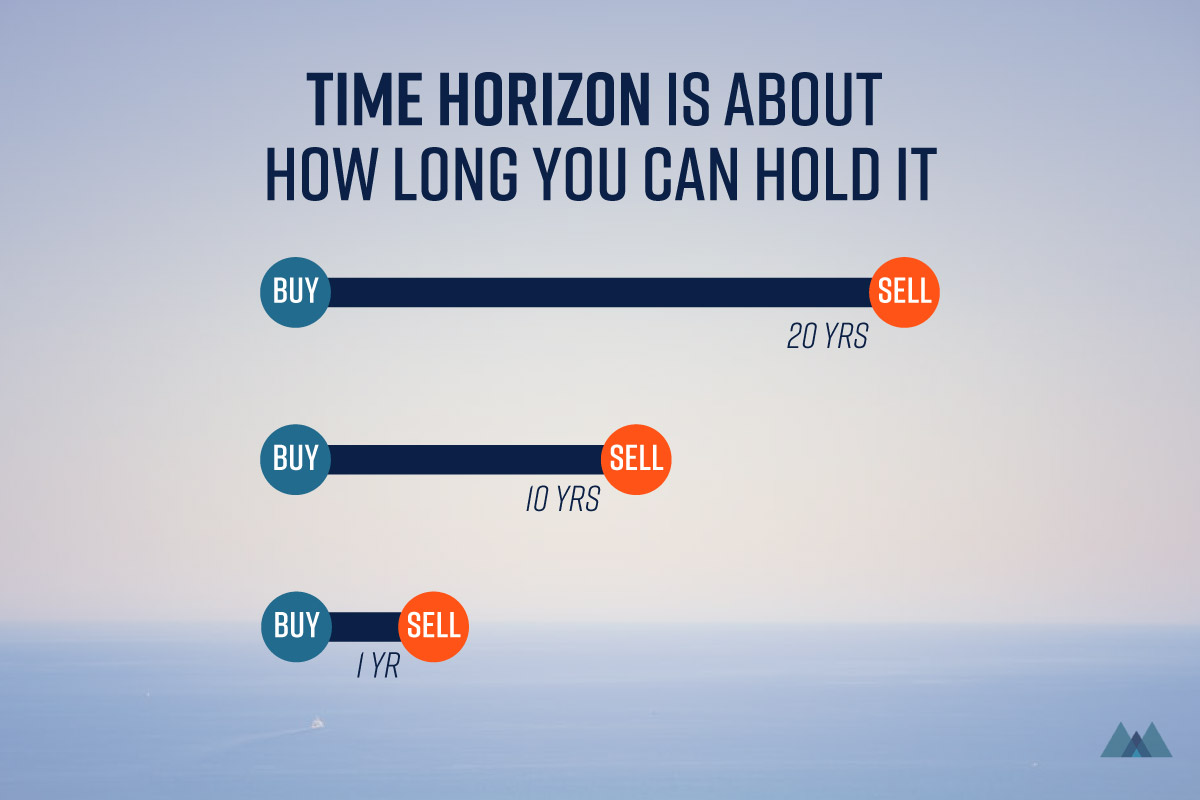 TIME HORIZON IS ABOUT
HOW LONG YOU CAN HOLD IT
BUY SELL
20 YRS
BUY SELL
10 YRS
BUY SELL
1 YR